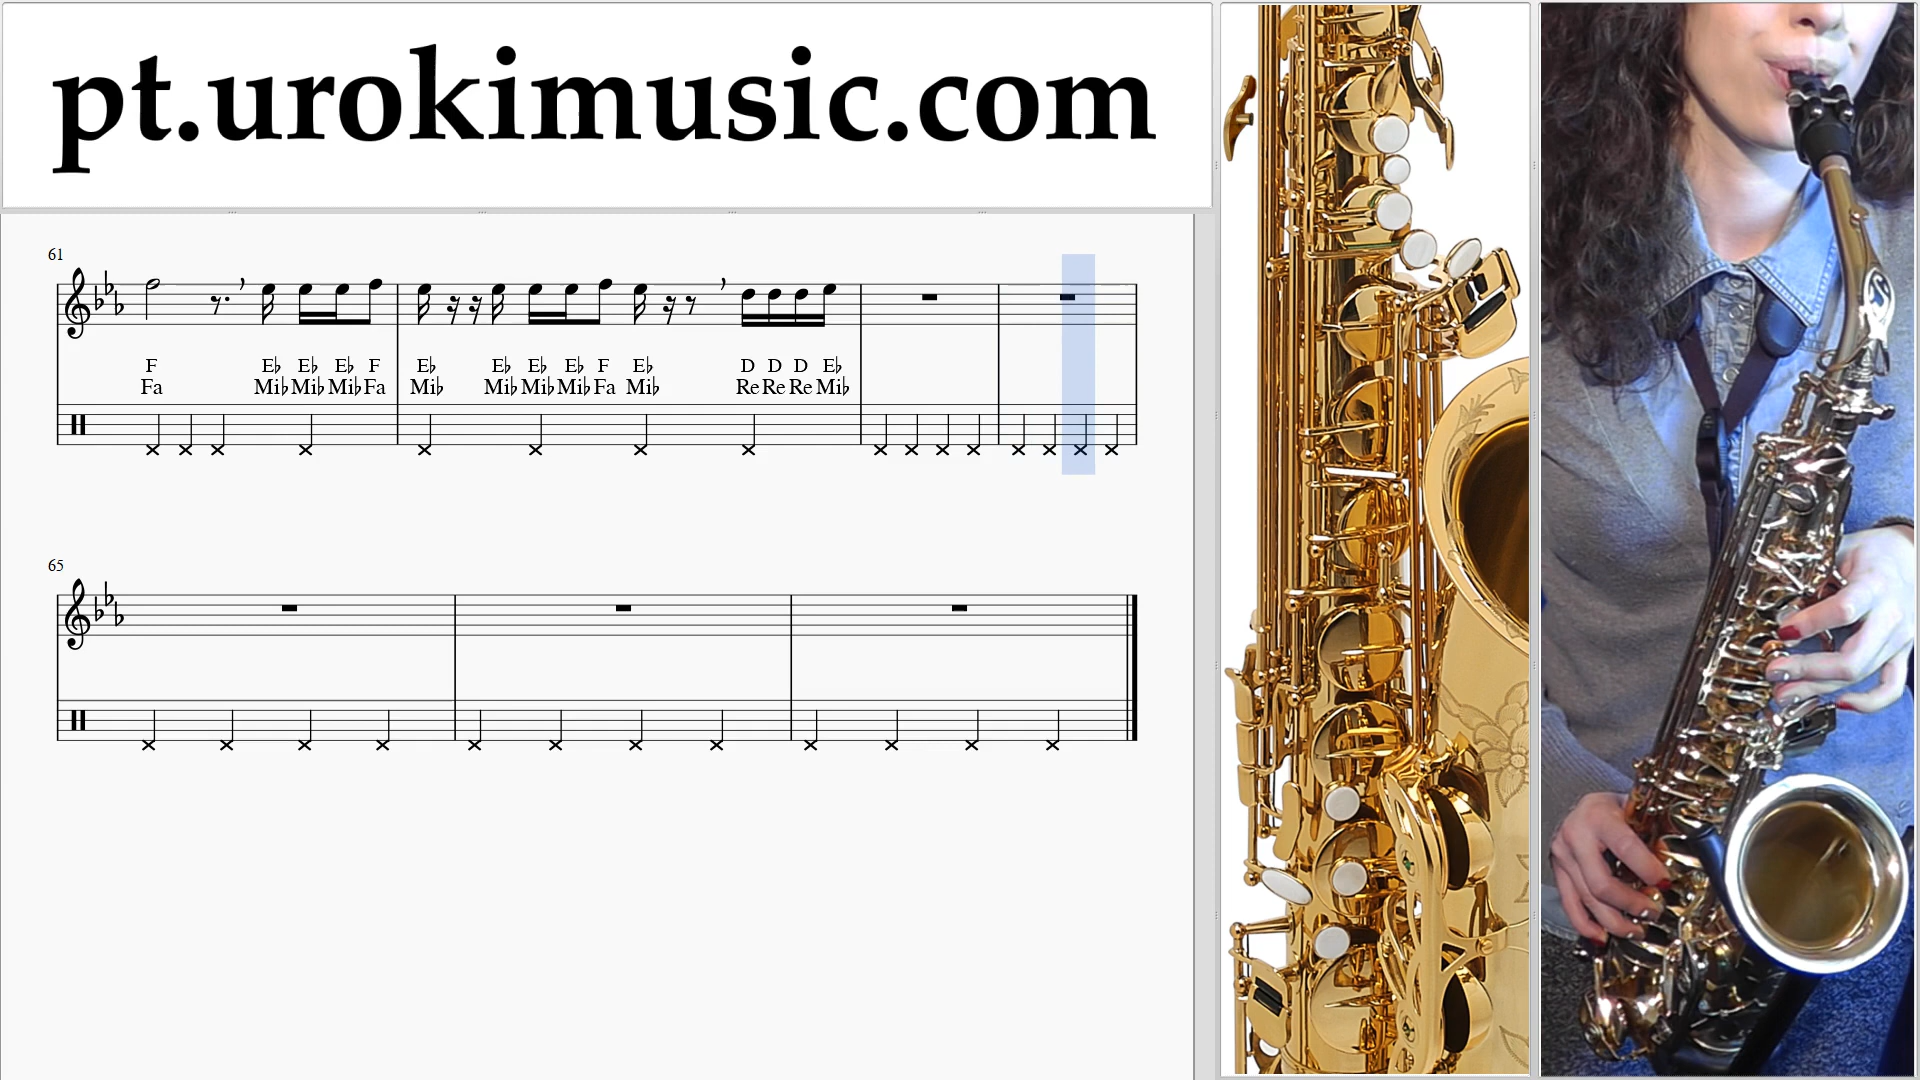 pt.urokimusic.com
61
F Eb Eb Eb F Eb Eb Eb Eb F Eb D D D Eb
Fa Mib Mib Mib Fa Mib Mib Mib Mib Fa Mib Re Re Re Mib
65